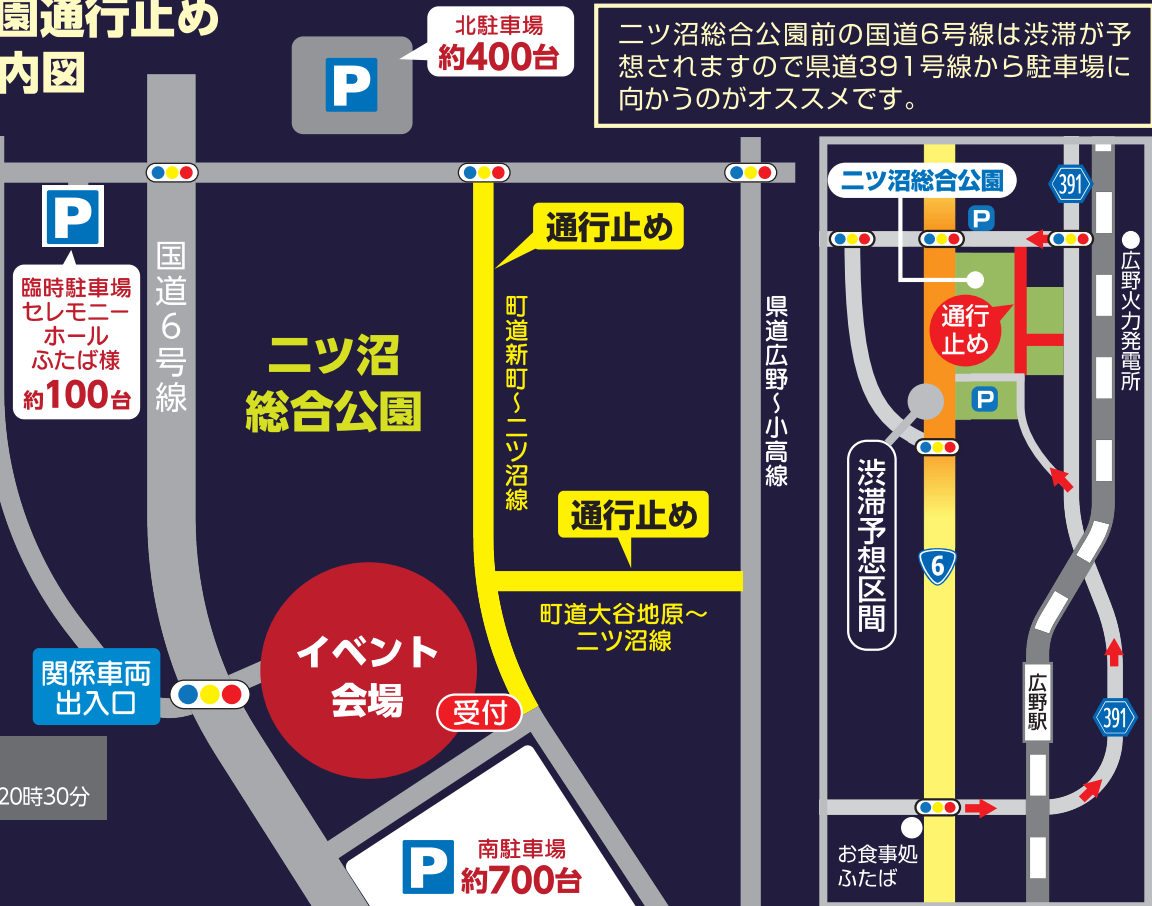 園通行止め
内図
北駐車場
約400台
P
二ツ沼総合公園前の国道6号線は渋滞が予
想されますので県道391号線から駐車場に
向かうのがオススメです。
P
臨時駐車場
セレモニー
ホール
ふたば様
約100台
国道6号線
通行止め
町道新町～二ツ沼線
県道広野～小高線
二ツ沼
総合公園
通行止め
町道大谷地原～
二ツ沼線
イベント
会場
受付
関係車両
出入口
20時30分
P
南駐車場
約700台
二ツ沼総合公園
391
P
広野火力発電所
通行
止め
P
渋滞予想区間
6
広野駅
391
お食事処
ふたば